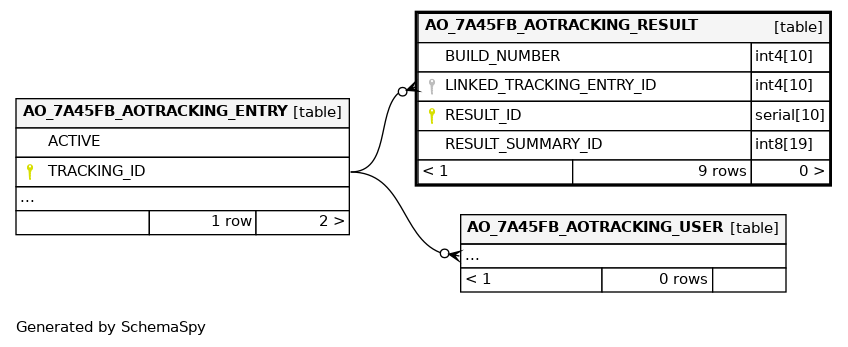 AO_7A45FB_AOTRACKING_RESULT [table]
BUILD_NUMBER int4[10]
LINKED_TRACKING_ENTRY_ID int4[10]
RESULT_ID serial[10]
RESULT_SUMMARY_ID int8[19]
< 1 9 rows 0 >
AO_7A45FB_AOTRACKING_ENTRY [table]
ACTIVE
TRACKING_ID
...
1 row 2 >
AO_7A45FB_AOTRACKING_USER [table]
...
< 1 0 rows
Generated by SchemaSpy